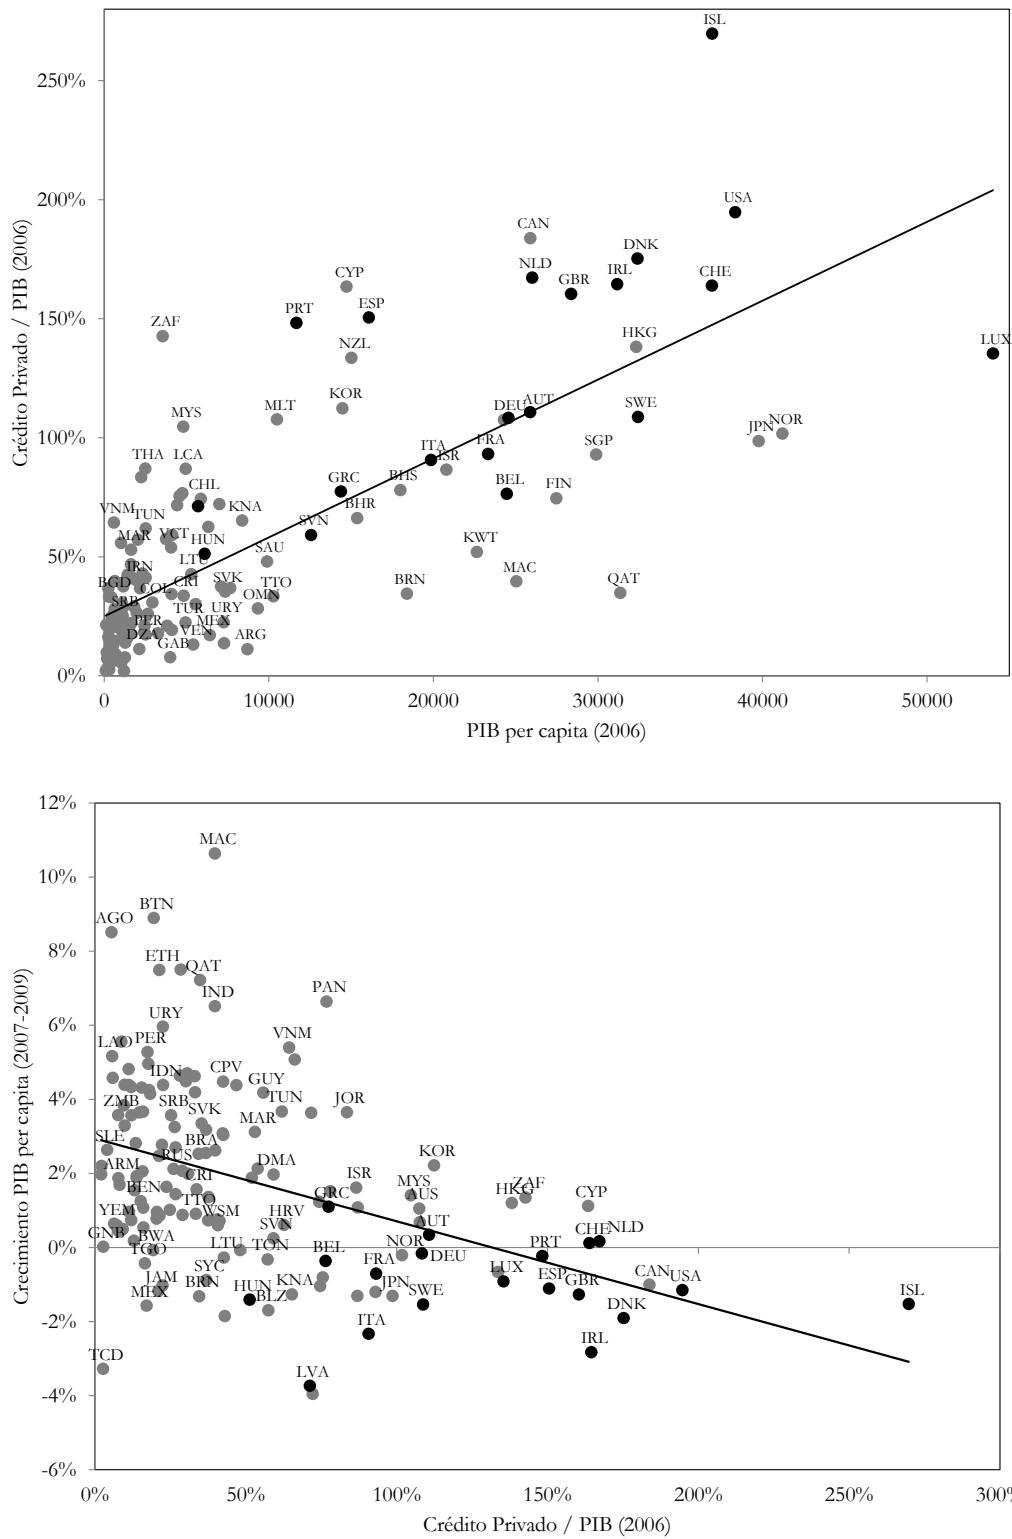 ISL
250%
USA
200%
CAN
DNK
NLD
IRL
CHE
GBR
CYP
ESP
PRT
150%
ZAF
HKG
NZL
LUX
KOR
MLT
DEU
AUT
SWE
MYS
JPN
NOR
100%
ITA
FRA
SGP
THA
LCA
ISR
CHL
GRC
BHS
BEL
FIN
VNM
TUN
KNA
BHR
MAR
VCT
HUN
SVN
KWT
50%
IRN
LTU
SAU
BGD
COL
CRI
SVK
TTO
BRN
MAC
QAT
SRB
TUR
URY
OMN
PER
MEX
DZA
VEN
ARG
GAB
0%
0
10000
20000
30000
40000
50000
PIB per capita (2006)
Crédito Privado / PIB (2006)
12%
MAC
10%
BTN
AGO
8%
ETH
QAT
PAN
IND
6%
URY
LAO
PER
VNM
IDN
CPV
GUY
4%
ZMB
SRB
TUN
JOR
SVK
MAR
SLE
BRA
KOR
ARM
RUS
DMA
2%
CRI
ISR
BEN
MYS
HKG
ZAF
CYP
TTO
GRC
AUS
YEM
WSM
HRV
GNB
BWA
SVN
AUT
CHE
NLD
0%
TGO
LTU
TON
BEL
NOR
DEU
PRT
SYC
FRA
LUX
JAM
BRN
HUN
KNA
JPN
ESP
GBR
CAN
USA
MEX
BLZ
SWE
DNK
ISL
-2%
ITA
IRL
TCD
LVA
-4%
-6%
0%
50%
100%
150%
200%
250%
300%
Crédito Privado / PIB (2006)
Crecimiento PIB per capita (2007-2009)